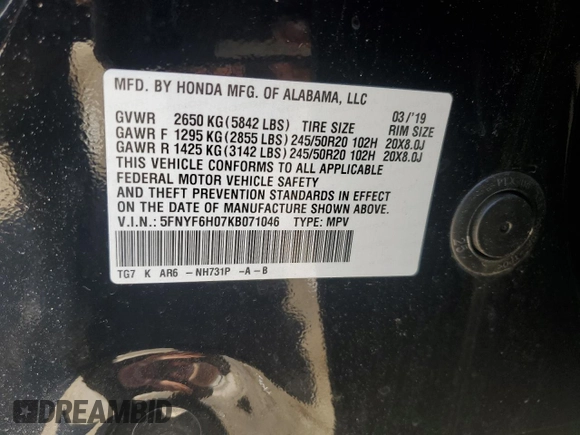 MFD. BY HONDA MFG. OF ALABAMA, LLC
GVWR 2650 KG(5842 LBS) TIRE SIZE 03/'19 RIM SIZE
GAWR F 1295 KG(2855 LBS)245/50R20 102H 20X8.0J
GAWR R 1425 KG(3142 LBS)245/50R20 102H 20X8.0J
THIS VEHICLE CONFORMS TO ALL APPLICABLE
FEDERAL MOTOR VEHICLE SAFETY
AND THEFT PREVENTION STANDARDS IN EFFECT
ON THE DATE OF MANUFACTURE SHOWN ABOVE.
V.I.N.: 5FNYF6H07KB071046 TYPE: MPV
TG7 K AR6 - NH731P -A-B
DREAMBID